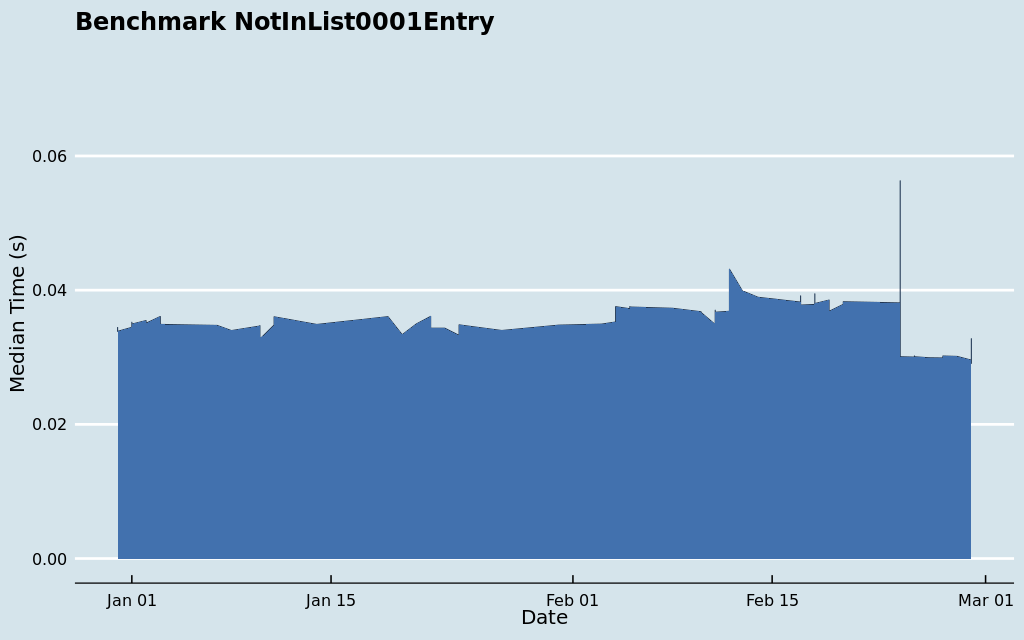 Benchmark NotInList0001Entry
Median Time (s)
0.06
0.04
0.02
0.00
Jan 01
Jan 15
Feb 01
Feb 15
Mar 01
Date